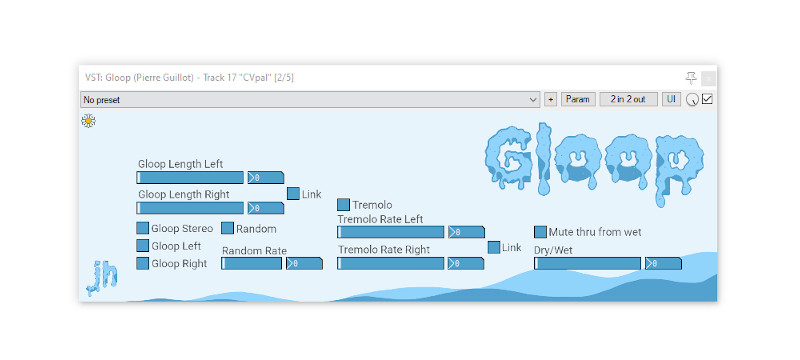 VST: Gloop (Pierre Guillot) - Track 17 "CVpal" [2/5]
No preset
+
Param
2 in 2 out
UI
Gloop
Gloop Length Left
0
Gloop Length Right
0
Link
Gloop Stereo
Random
Gloop Left
Gloop Right
Random Rate
0
Tremolo
Tremolo Rate Left
0
Tremolo Rate Right
0
Link
Mute thru from wet
Dry/Wet
0
jh